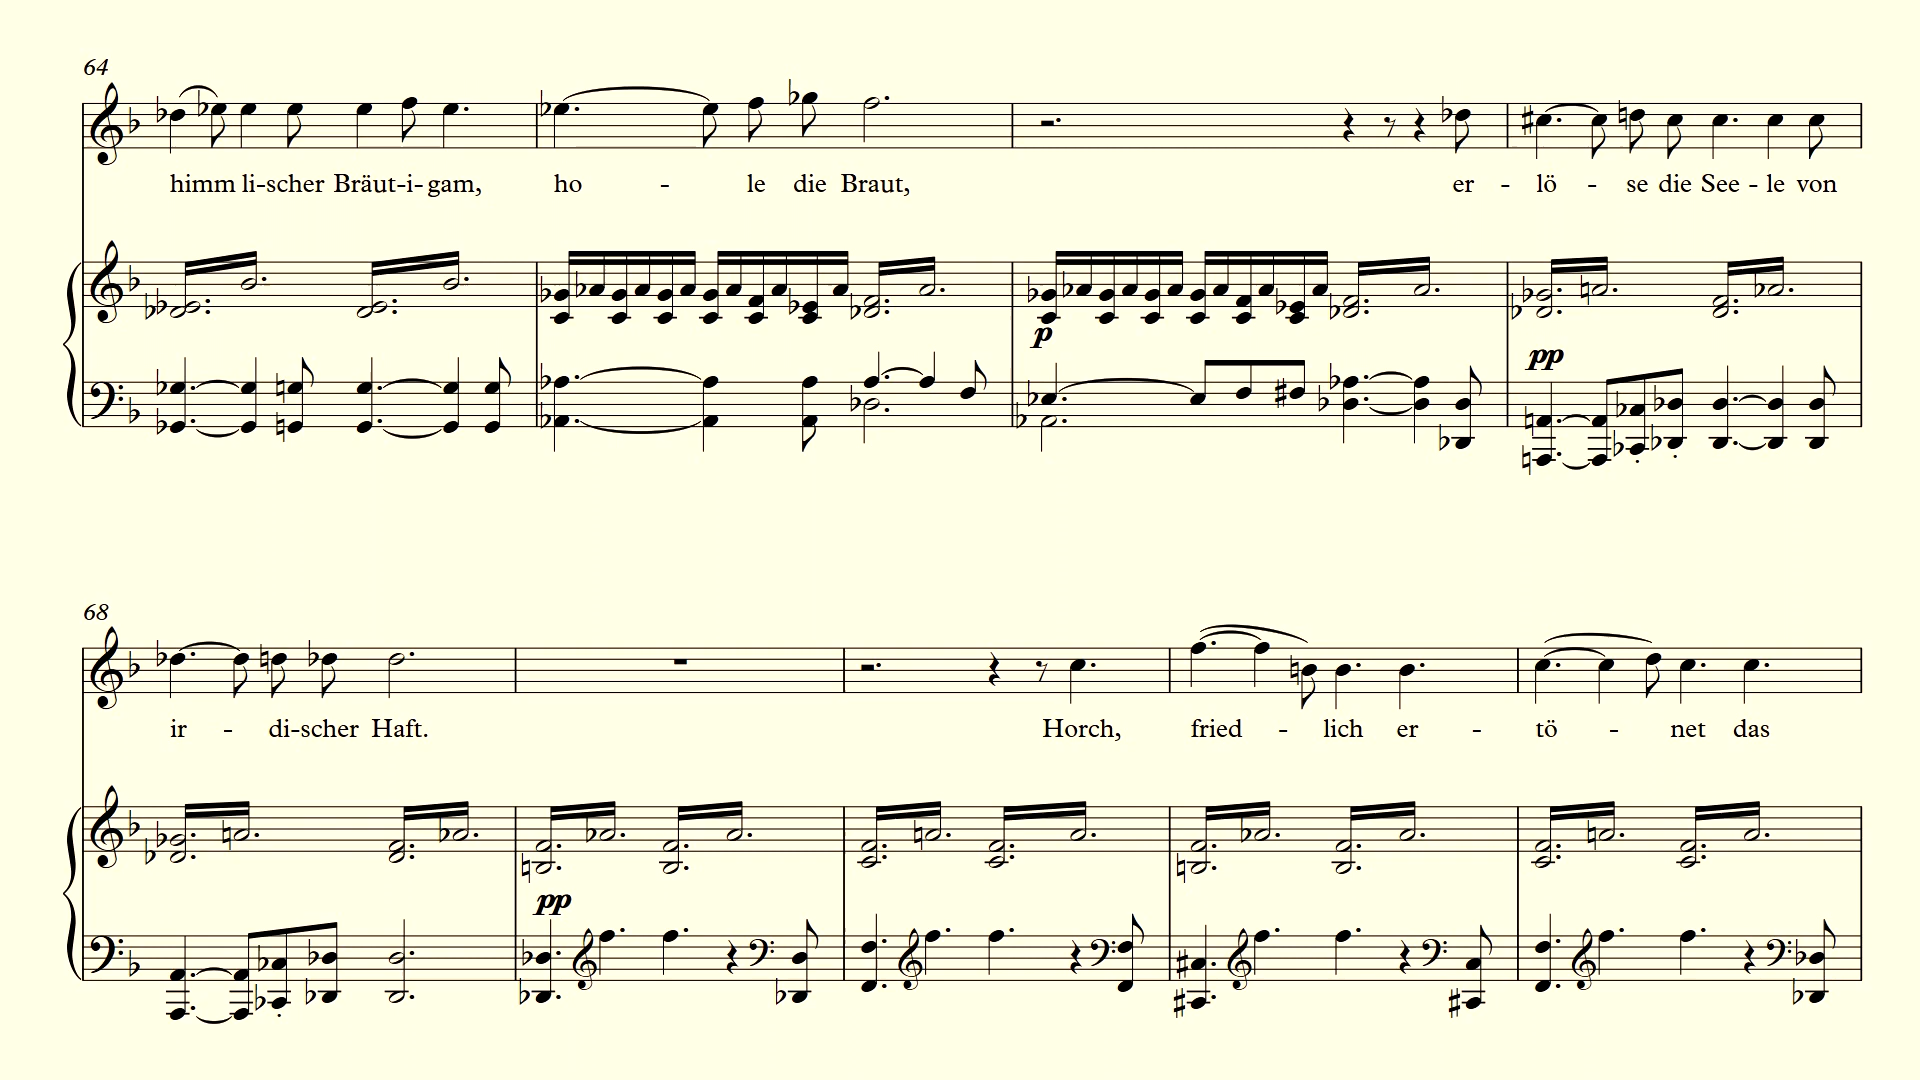 64
himm li-scher Bräut-i-gam, ho - le die Braut, er - lö - se die See - le von
p
pp
68
ir - di-scher Haft. Horch, fried - lich er - tö - net das
pp